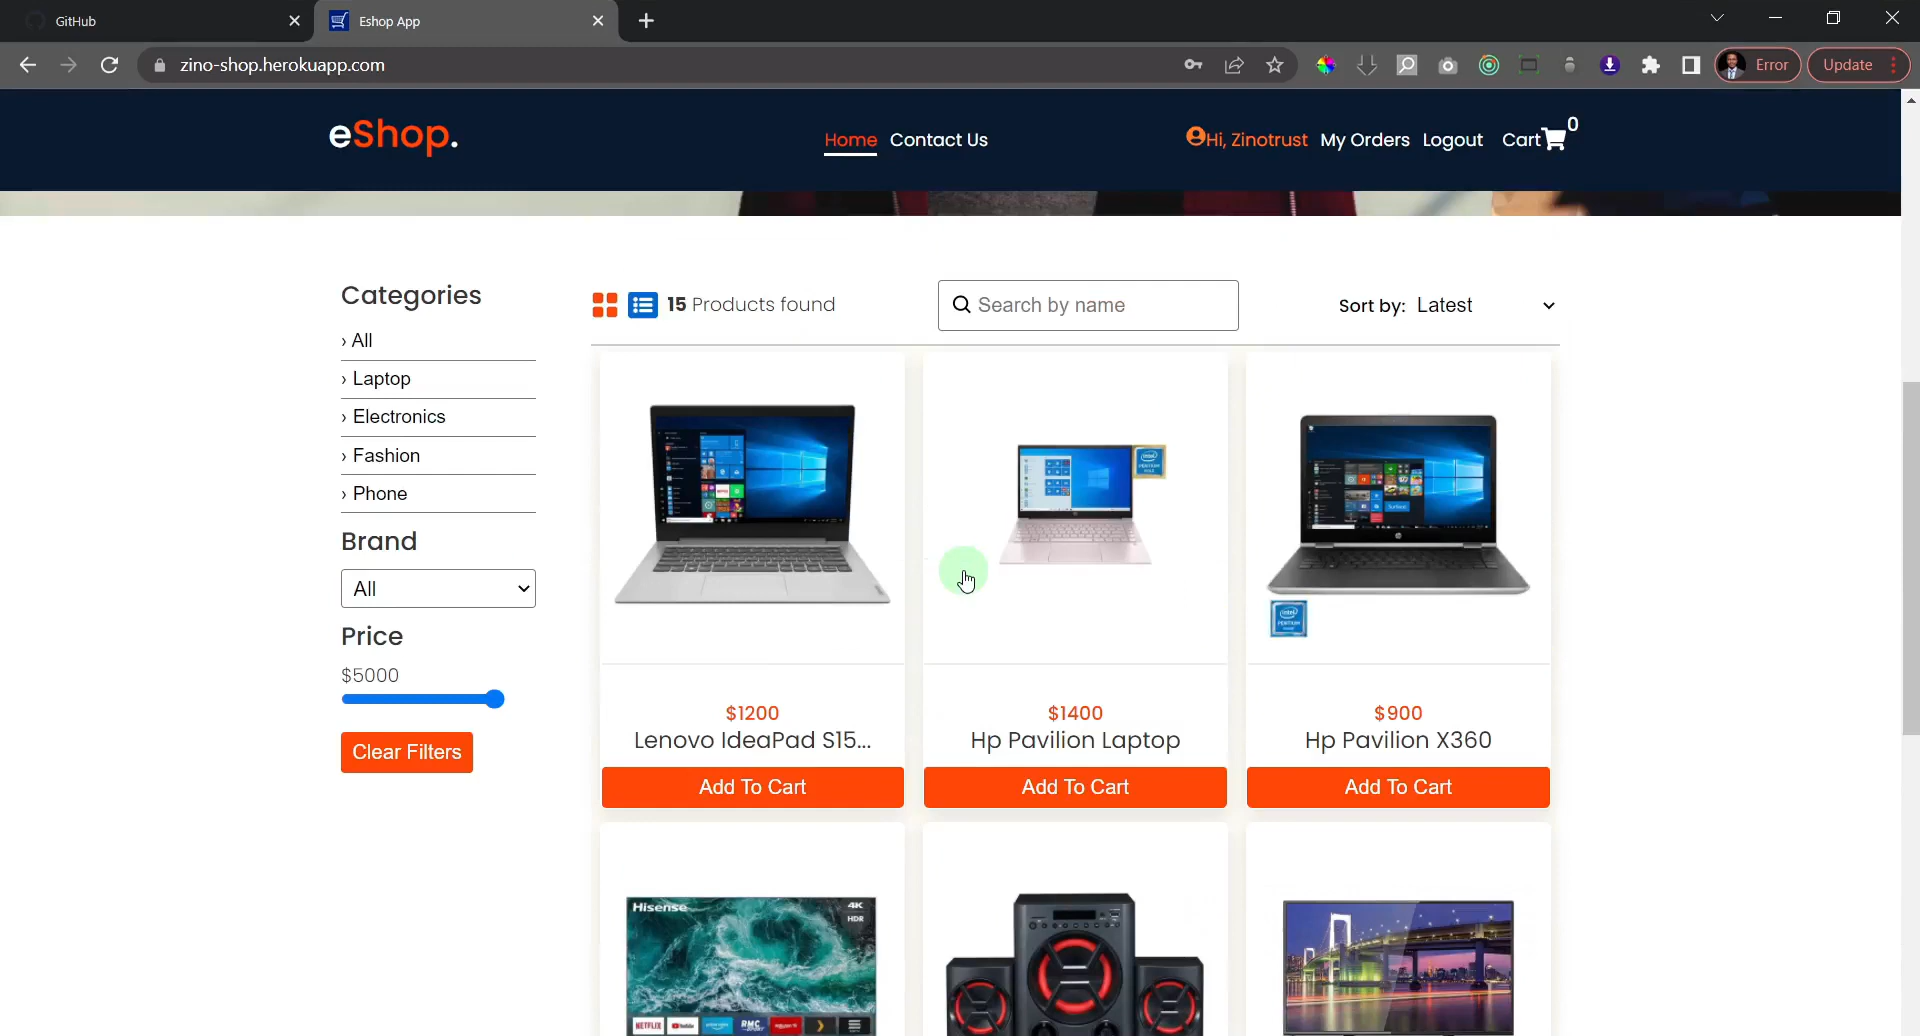 GitHub
Eshop App
zino-shop.herokuapp.com
Error
Update
eShop.
Home Contact Us
Hi, Zinotrust My Orders Logout Cart 0
Categories
› All
› Laptop
› Electronics
› Fashion
› Phone
Brand
All
Price
$5000
Clear Filters
15 Products found
Search by name
Sort by: Latest
$1200
Lenovo IdeaPad S15...
Add To Cart
$1400
Hp Pavilion Laptop
Add To Cart
$900
Hp Pavilion X360
Add To Cart
Hisense
4K
HDR
NETFLIX
YouTube
RMC